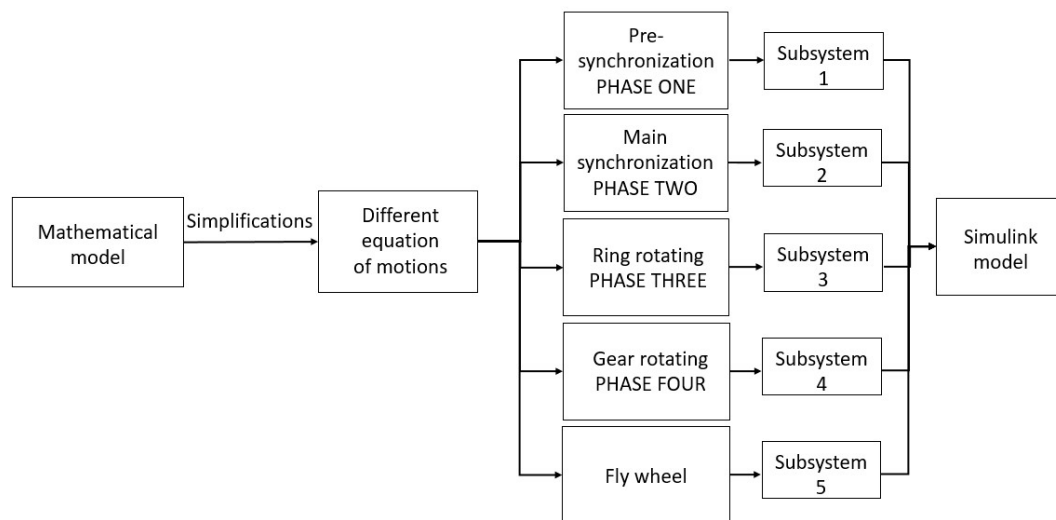 Mathematical
model
Simplifications
Different
equation
of motions
Pre-
synchronization
PHASE ONE
Subsystem
1
Main
synchronization
PHASE TWO
Subsystem
2
Ring rotating
PHASE THREE
Subsystem
3
Gear rotating
PHASE FOUR
Subsystem
4
Fly wheel
Subsystem
5
Simulink
model